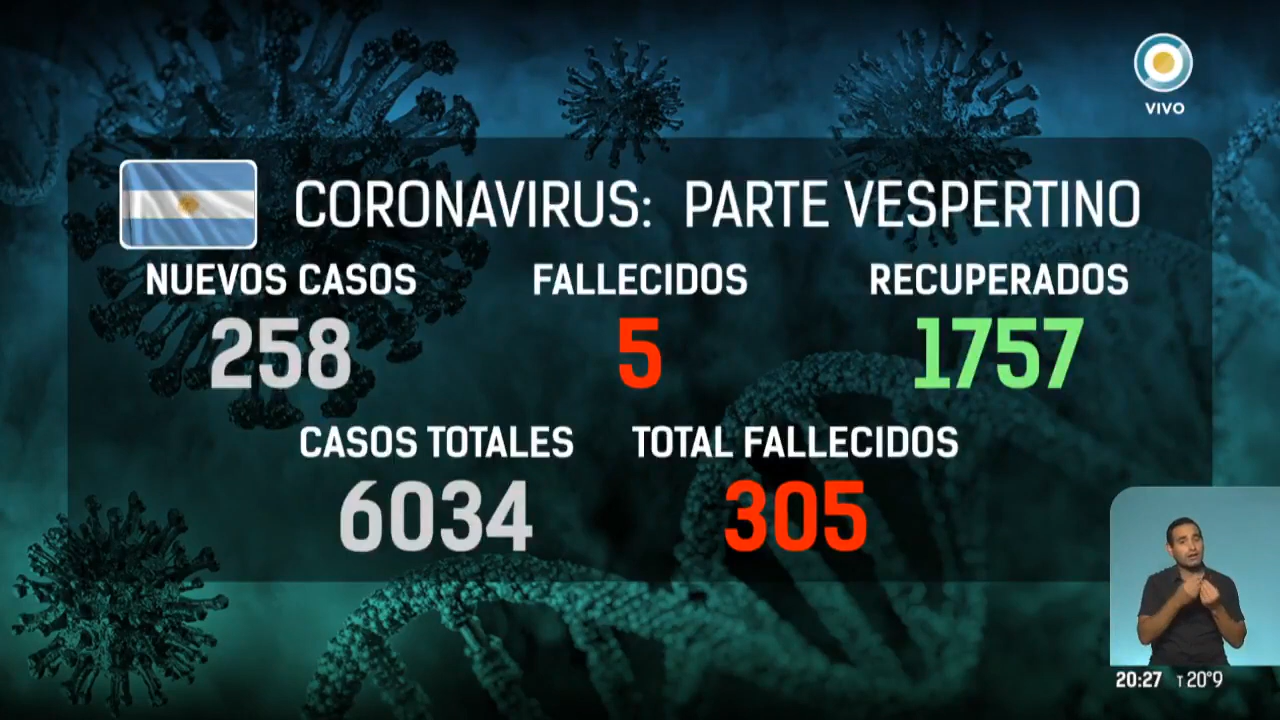 VIVO
CORONAVIRUS: PARTE VESPERTINO
NUEVOS CASOS FALLECIDOS RECUPERADOS
258 5 1757
CASOS TOTALES TOTAL FALLECIDOS
6034 305
20:27 T 20°9